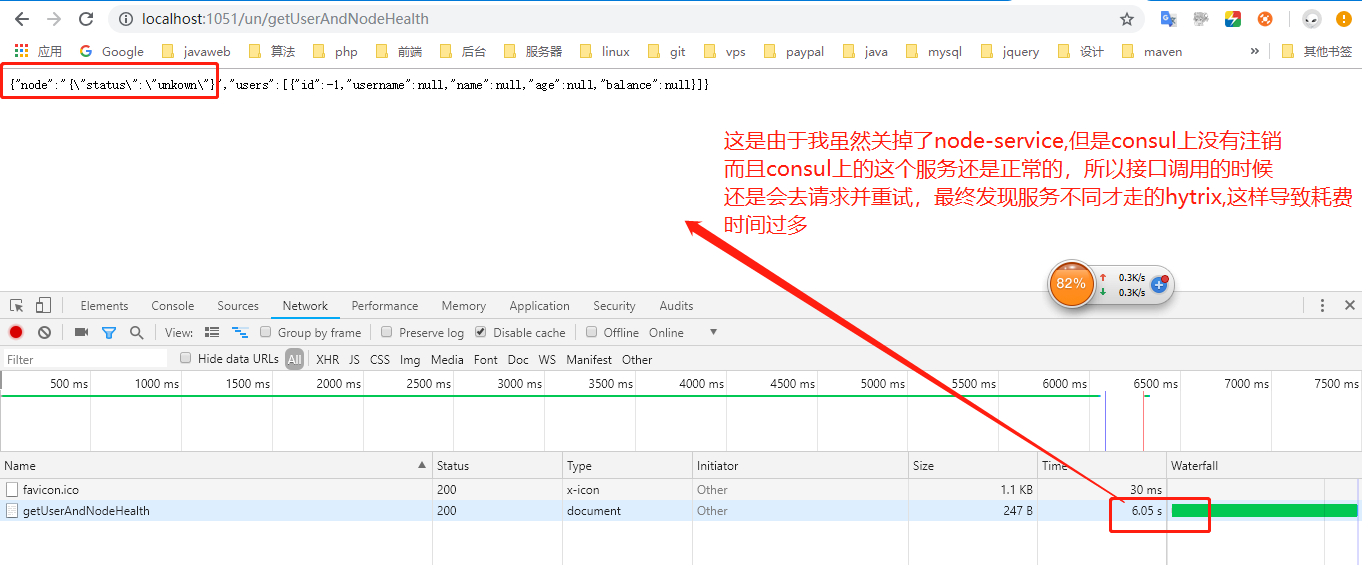 localhost:1051/un/getUserAndNodeHealth
应用 Google javaweb 算法 php 前端 后台 服务器 linux git vps paypal java mysql jquery 设计 maven » 其他书签
{"node":"{\"status\":\"unkown\"}","users":[{"id":-1,"username":null,"name":null,"age":null,"balance":null}]}
这是由于我虽然关掉了node-service,但是consul上没有注销
而且consul上的这个服务还是正常的，所以接口调用的时候
还是会去请求并重试，最终发现服务不同才走的hytrix,这样导致耗费
时间过多
82% 0.3K/s
0.3K/s
Elements Console Sources Network Performance Memory Application Security Audits
View: Group by frame Preserve log Disable cache Offline Online
Filter Hide data URLs All XHR JS CSS Img Media Font Doc WS Manifest Other
500 ms 1000 ms 1500 ms 2000 ms 2500 ms 3000 ms 3500 ms 4000 ms 4500 ms 5000 ms 5500 ms 6000 ms 6500 ms 7000 ms 7500 ms
Name Status Type Initiator Size Time Waterfall
favicon.ico 200 x-icon Other 1.1 KB 30 ms
getUserAndNodeHealth 200 document Other 247 B 6.05 s